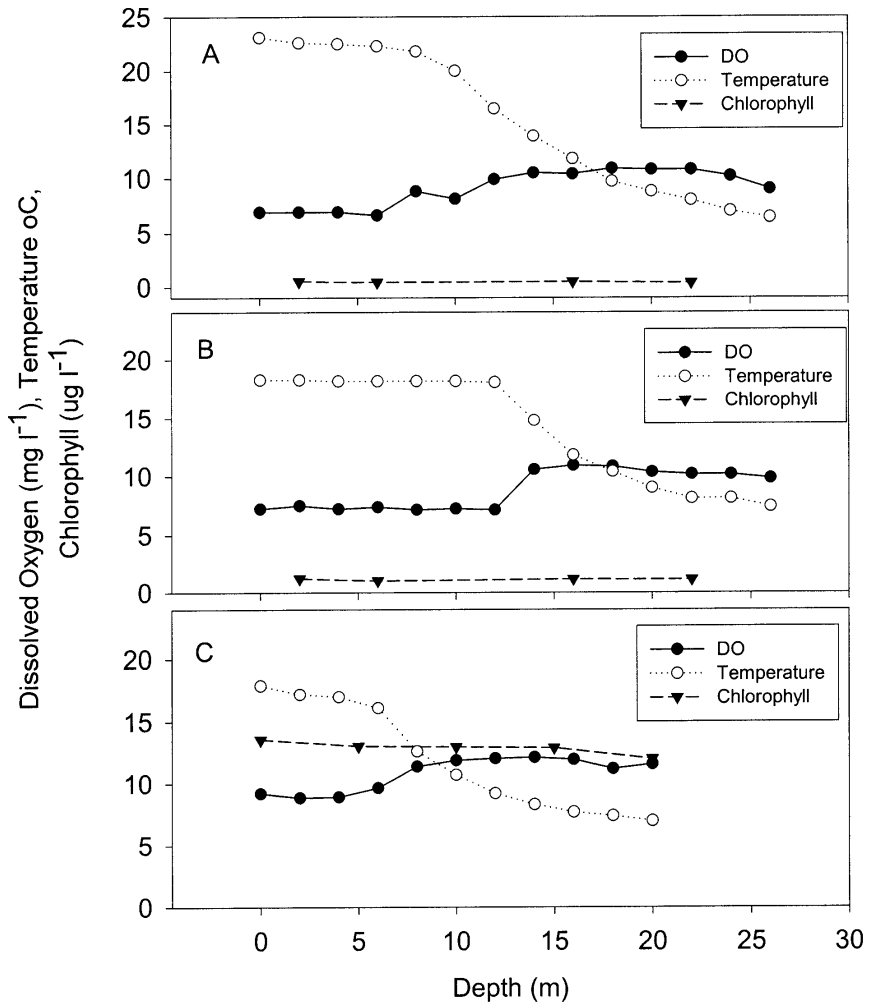 Dissolved Oxygen (mg l-1), Temperature oC,
Chlorophyll (ug l-1)
25
20
15
10
5
0
A
DO
Temperature
Chlorophyll
20
15
10
5
0
B
DO
Temperature
Chlorophyll
20
15
10
5
0
C
DO
Temperature
Chlorophyll
0 5 10 15 20 25 30
Depth (m)